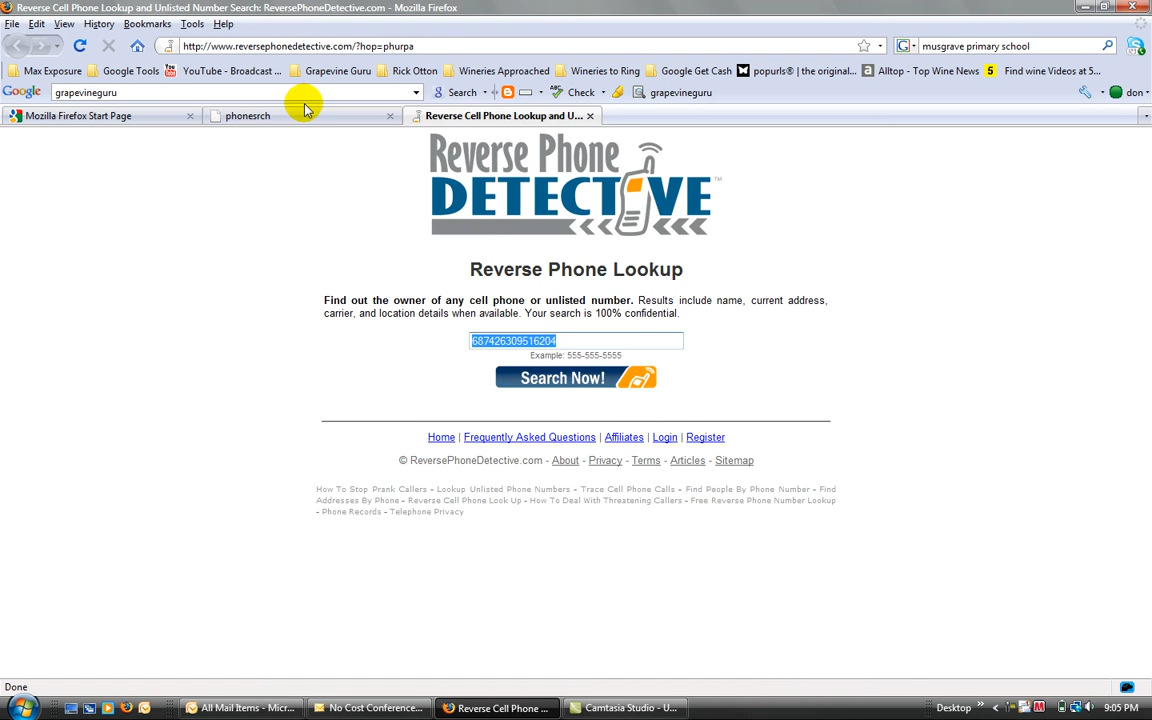 Reverse Cell Phone Lookup and Unlisted Number Search: ReversePhoneDetective.com - Mozilla Firefox
File Edit View History Bookmarks Tools Help
http://www.reversephonedetective.com/?hop=phurpa
musgrave primary school
Max Exposure Google Tools YouTube - Broadcast ... Grapevine Guru Rick Otton Wineries Approached Wineries to Ring Google Get Cash popurls® | the original... Alltop - Top Wine News 5 Find wine Videos at 5...
Google grapevineguru Search Check grapevineguru don
Mozilla Firefox Start Page phonesrch Reverse Cell Phone Lookup and U...
Reverse Phone
DETECTIVE™
Reverse Phone Lookup
Find out the owner of any cell phone or unlisted number. Results include name, current address,
carrier, and location details when available. Your search is 100% confidential.
687426309516204
Example: 555-555-5555
Search Now!
Home | Frequently Asked Questions | Affiliates | Login | Register
© ReversePhoneDetective.com - About - Privacy - Terms - Articles - Sitemap
How To Stop Prank Callers - Lookup Unlisted Phone Numbers - Trace Cell Phone Calls - Find People By Phone Number - Find
Addresses By Phone - Reverse Cell Phone Look Up - How To Deal With Threatening Callers - Free Reverse Phone Number Lookup
- Phone Records - Telephone Privacy
Done
All Mail Items - Micr... No Cost Conference... Reverse Cell Phone ... Camtasia Studio - U... Desktop 9:05 PM